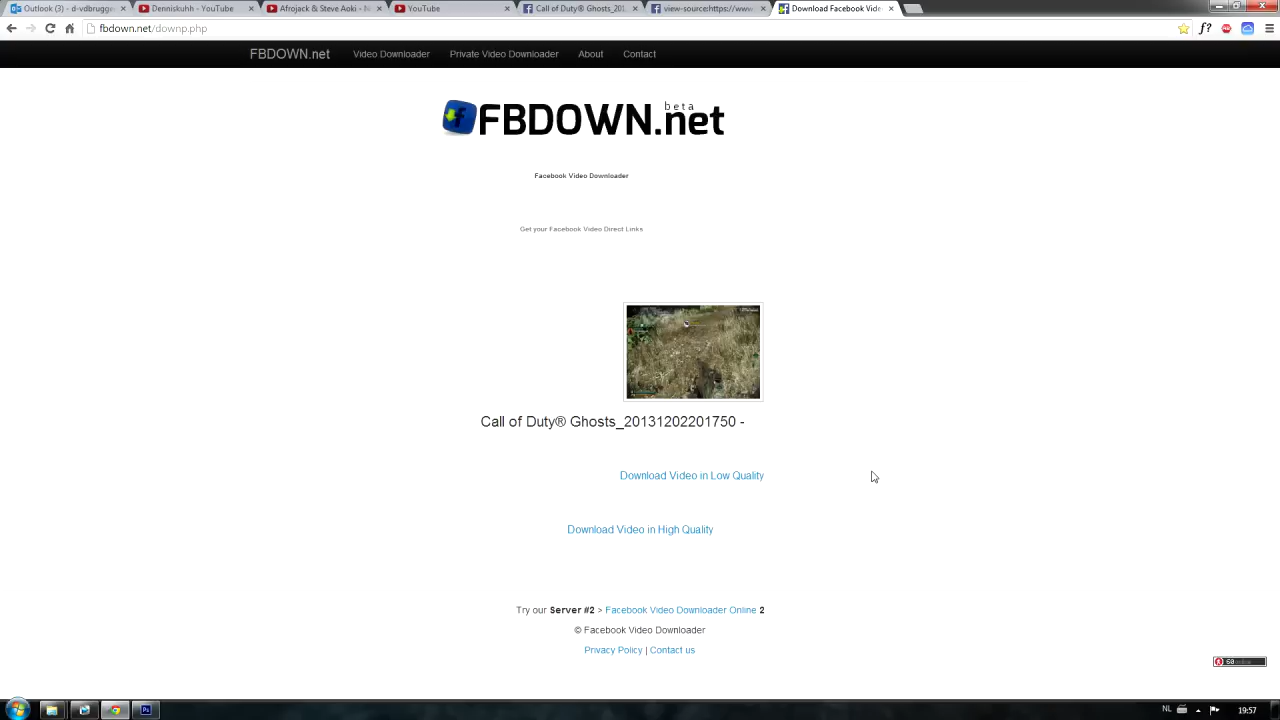 Outlook (3) - d-vdbrugge
Denniskuhh - YouTube
Afrojack & Steve Aoki - N
YouTube
Call of Duty® Ghosts_201
view-source:https://www
Download Facebook Vide
fbdown.net/downp.php
FBDOWN.net
Video Downloader
Private Video Downloader
About
Contact
beta
FBDOWN.net
Facebook Video Downloader
Get your Facebook Video Direct Links
Call of Duty® Ghosts_20131202201750 -
Download Video in Low Quality
Download Video in High Quality
Try our Server #2 > Facebook Video Downloader Online 2
© Facebook Video Downloader
Privacy Policy | Contact us
60 online
NL
19:57